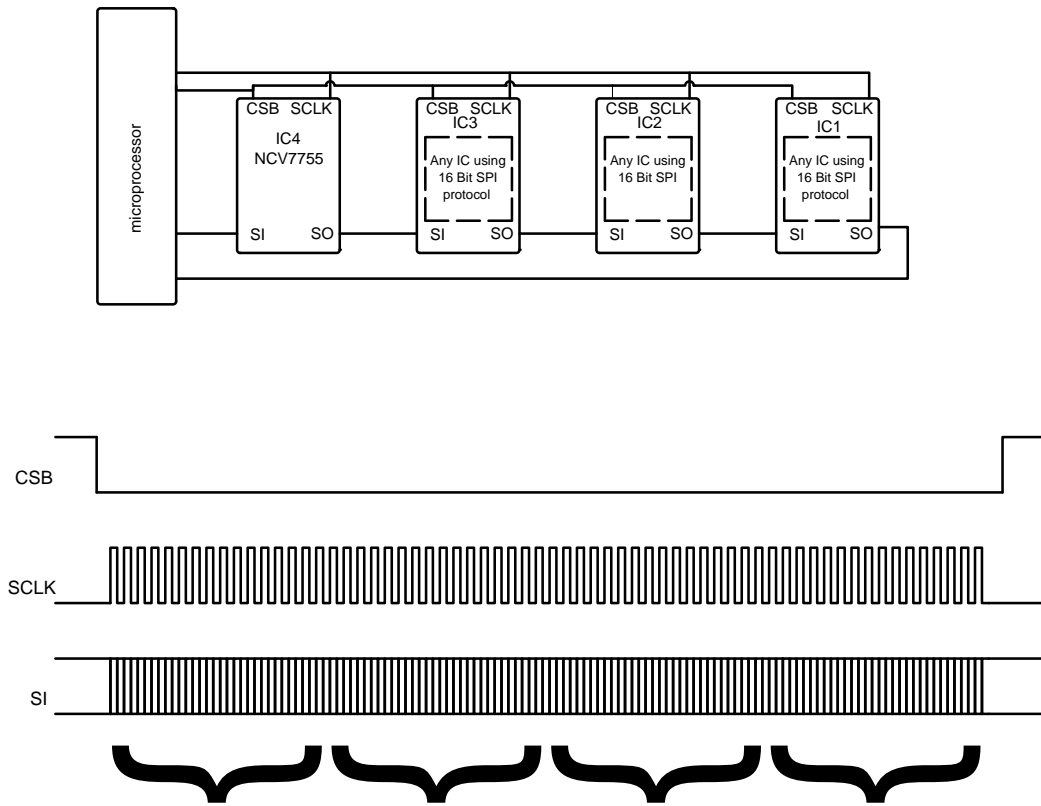 microprocessor
CSB SCLK
IC4
NCV7755
SI SO
CSB SCLK
IC3
Any IC using
16 Bit SPI
protocol
SI SO
CSB SCLK
IC2
Any IC using
16 Bit SPI
SI SO
CSB SCLK
IC1
Any IC using
16 Bit SPI
protocol
SI SO
CSB
SCLK
SI